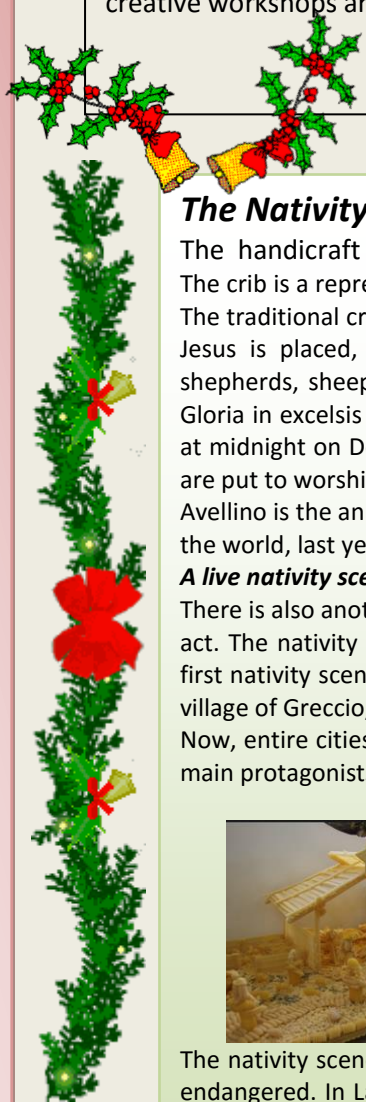 creative workshops an
The Nativity
The handicraft
The crib is a repre
The traditional cr
Jesus is placed,
shepherds, sheep
Gloria in excelsis
at midnight on D
are put to worshi
Avellino is the an
the world, last ye
A live nativity sce
There is also anot
act. The nativity
first nativity scen
village of Greccio,
Now, entire cities
main protagonist
The nativity scen
endangered. In La